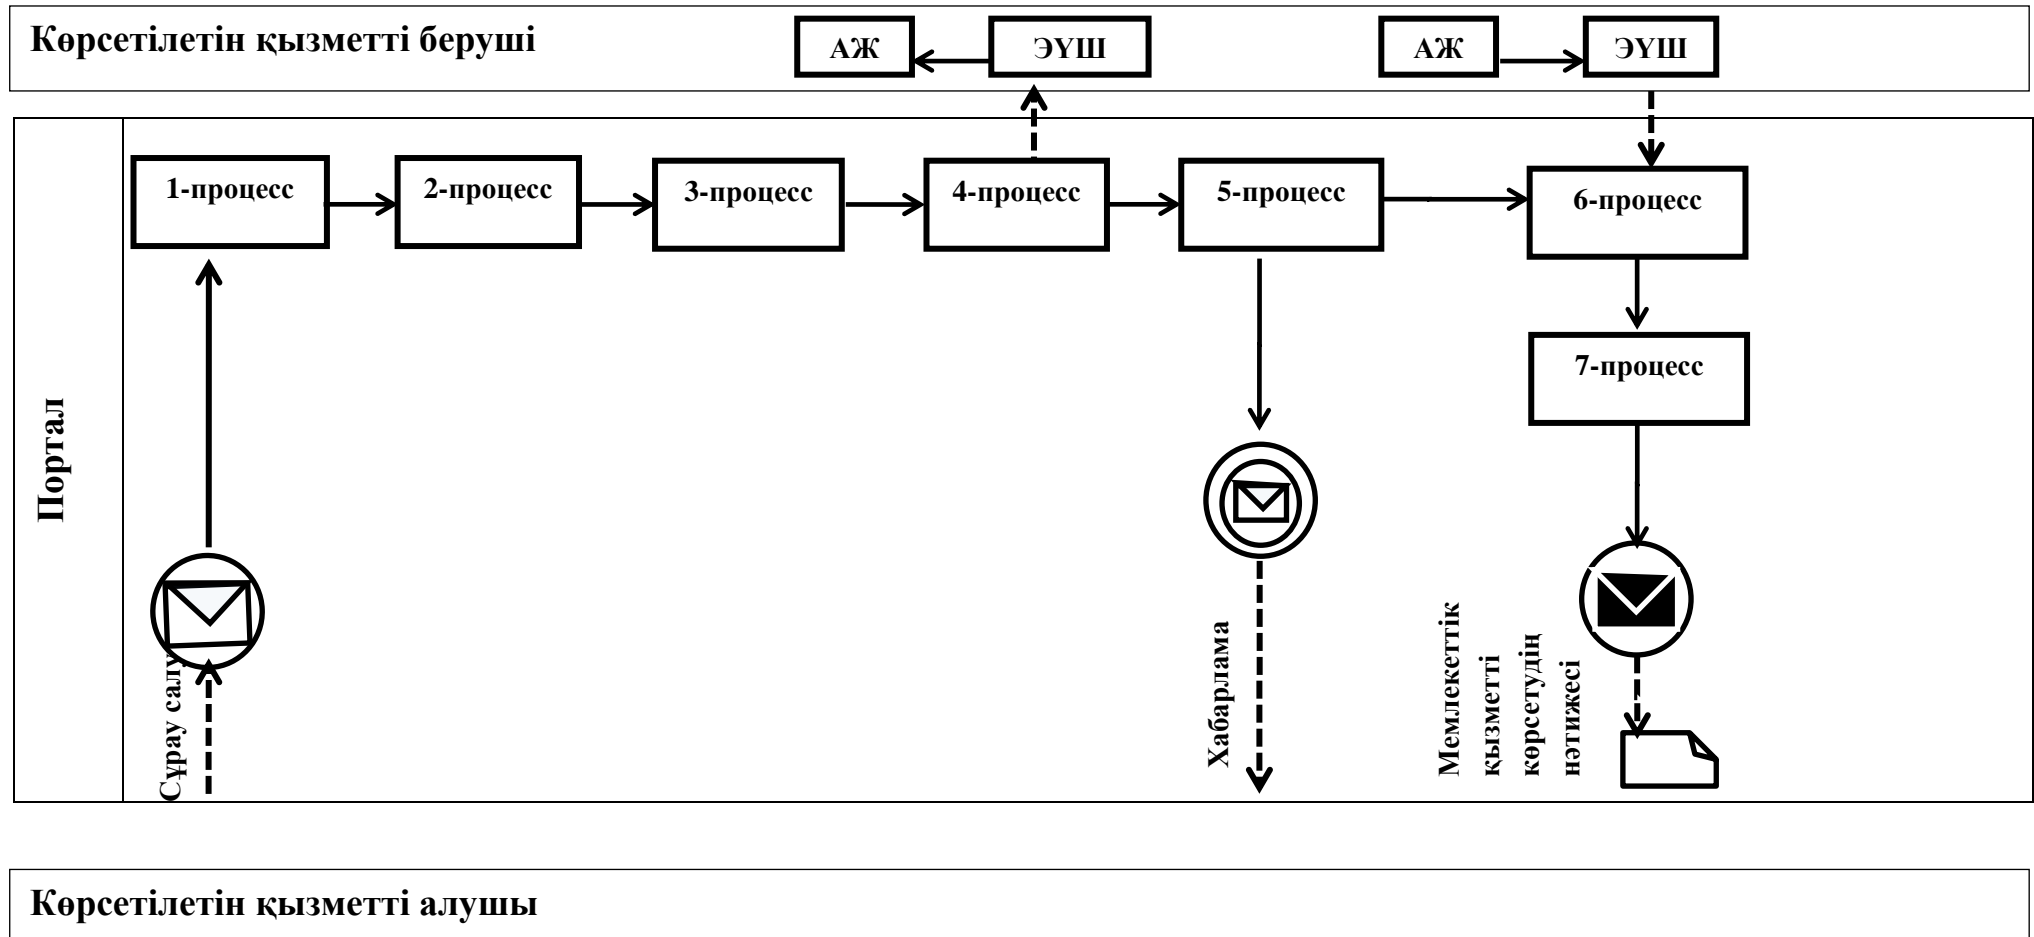 Көрсетілетін қызметті беруші
АЖ
ЭҮШ
АЖ
ЭҮШ
Портал
1-процесс
2-процесс
3-процесс
4-процесс
5-процесс
6-процесс
7-процесс
Сұрау салу
Хабарлама
Мемлекеттік
қызметті
көрсетудің
нәтижесі
Көрсетілетін қызметті алушы